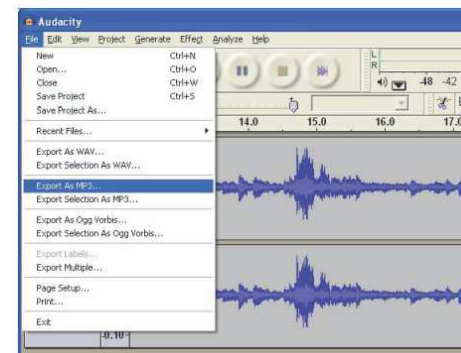 Audacity
File Edit View Project Generate Effect Analyze Help
New Ctrl+N
Open... Ctrl+O
Close Ctrl+W
Save Project Ctrl+S
Save Project As...
Recent Files...
Export As WAV...
Export Selection As WAV...
Export As MP3...
Export Selection As MP3...
Export As Ogg Vorbis...
Export Selection As Ogg Vorbis...
Export Labels...
Export Multiple...
Page Setup...
Print...
Exit
L
R
-48 -42
14.0 15.0 16.0 17.0
-0.10